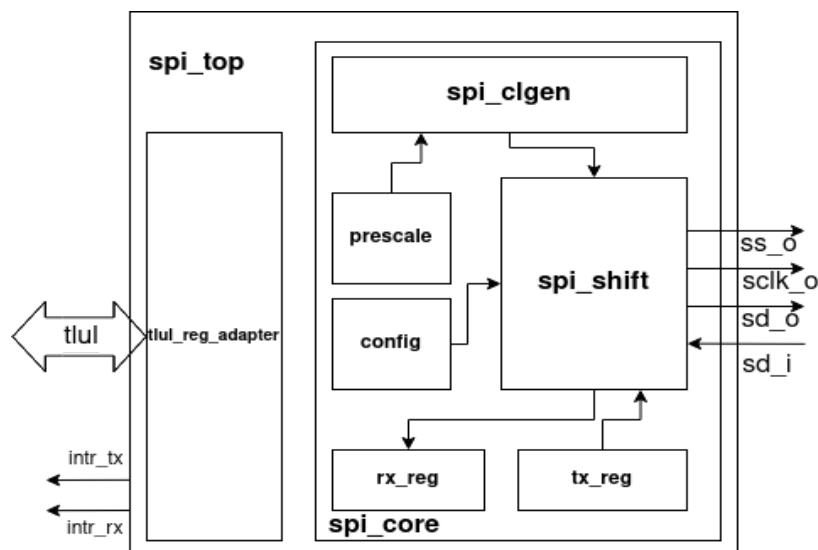 spi_top
spi_clgen
prescale
spi_shift
ss_o
sclk_o
sd_o
sd_i
tlul
tlul_reg_adapter
config
intr_tx
intr_rx
rx_reg
tx_reg
spi_core